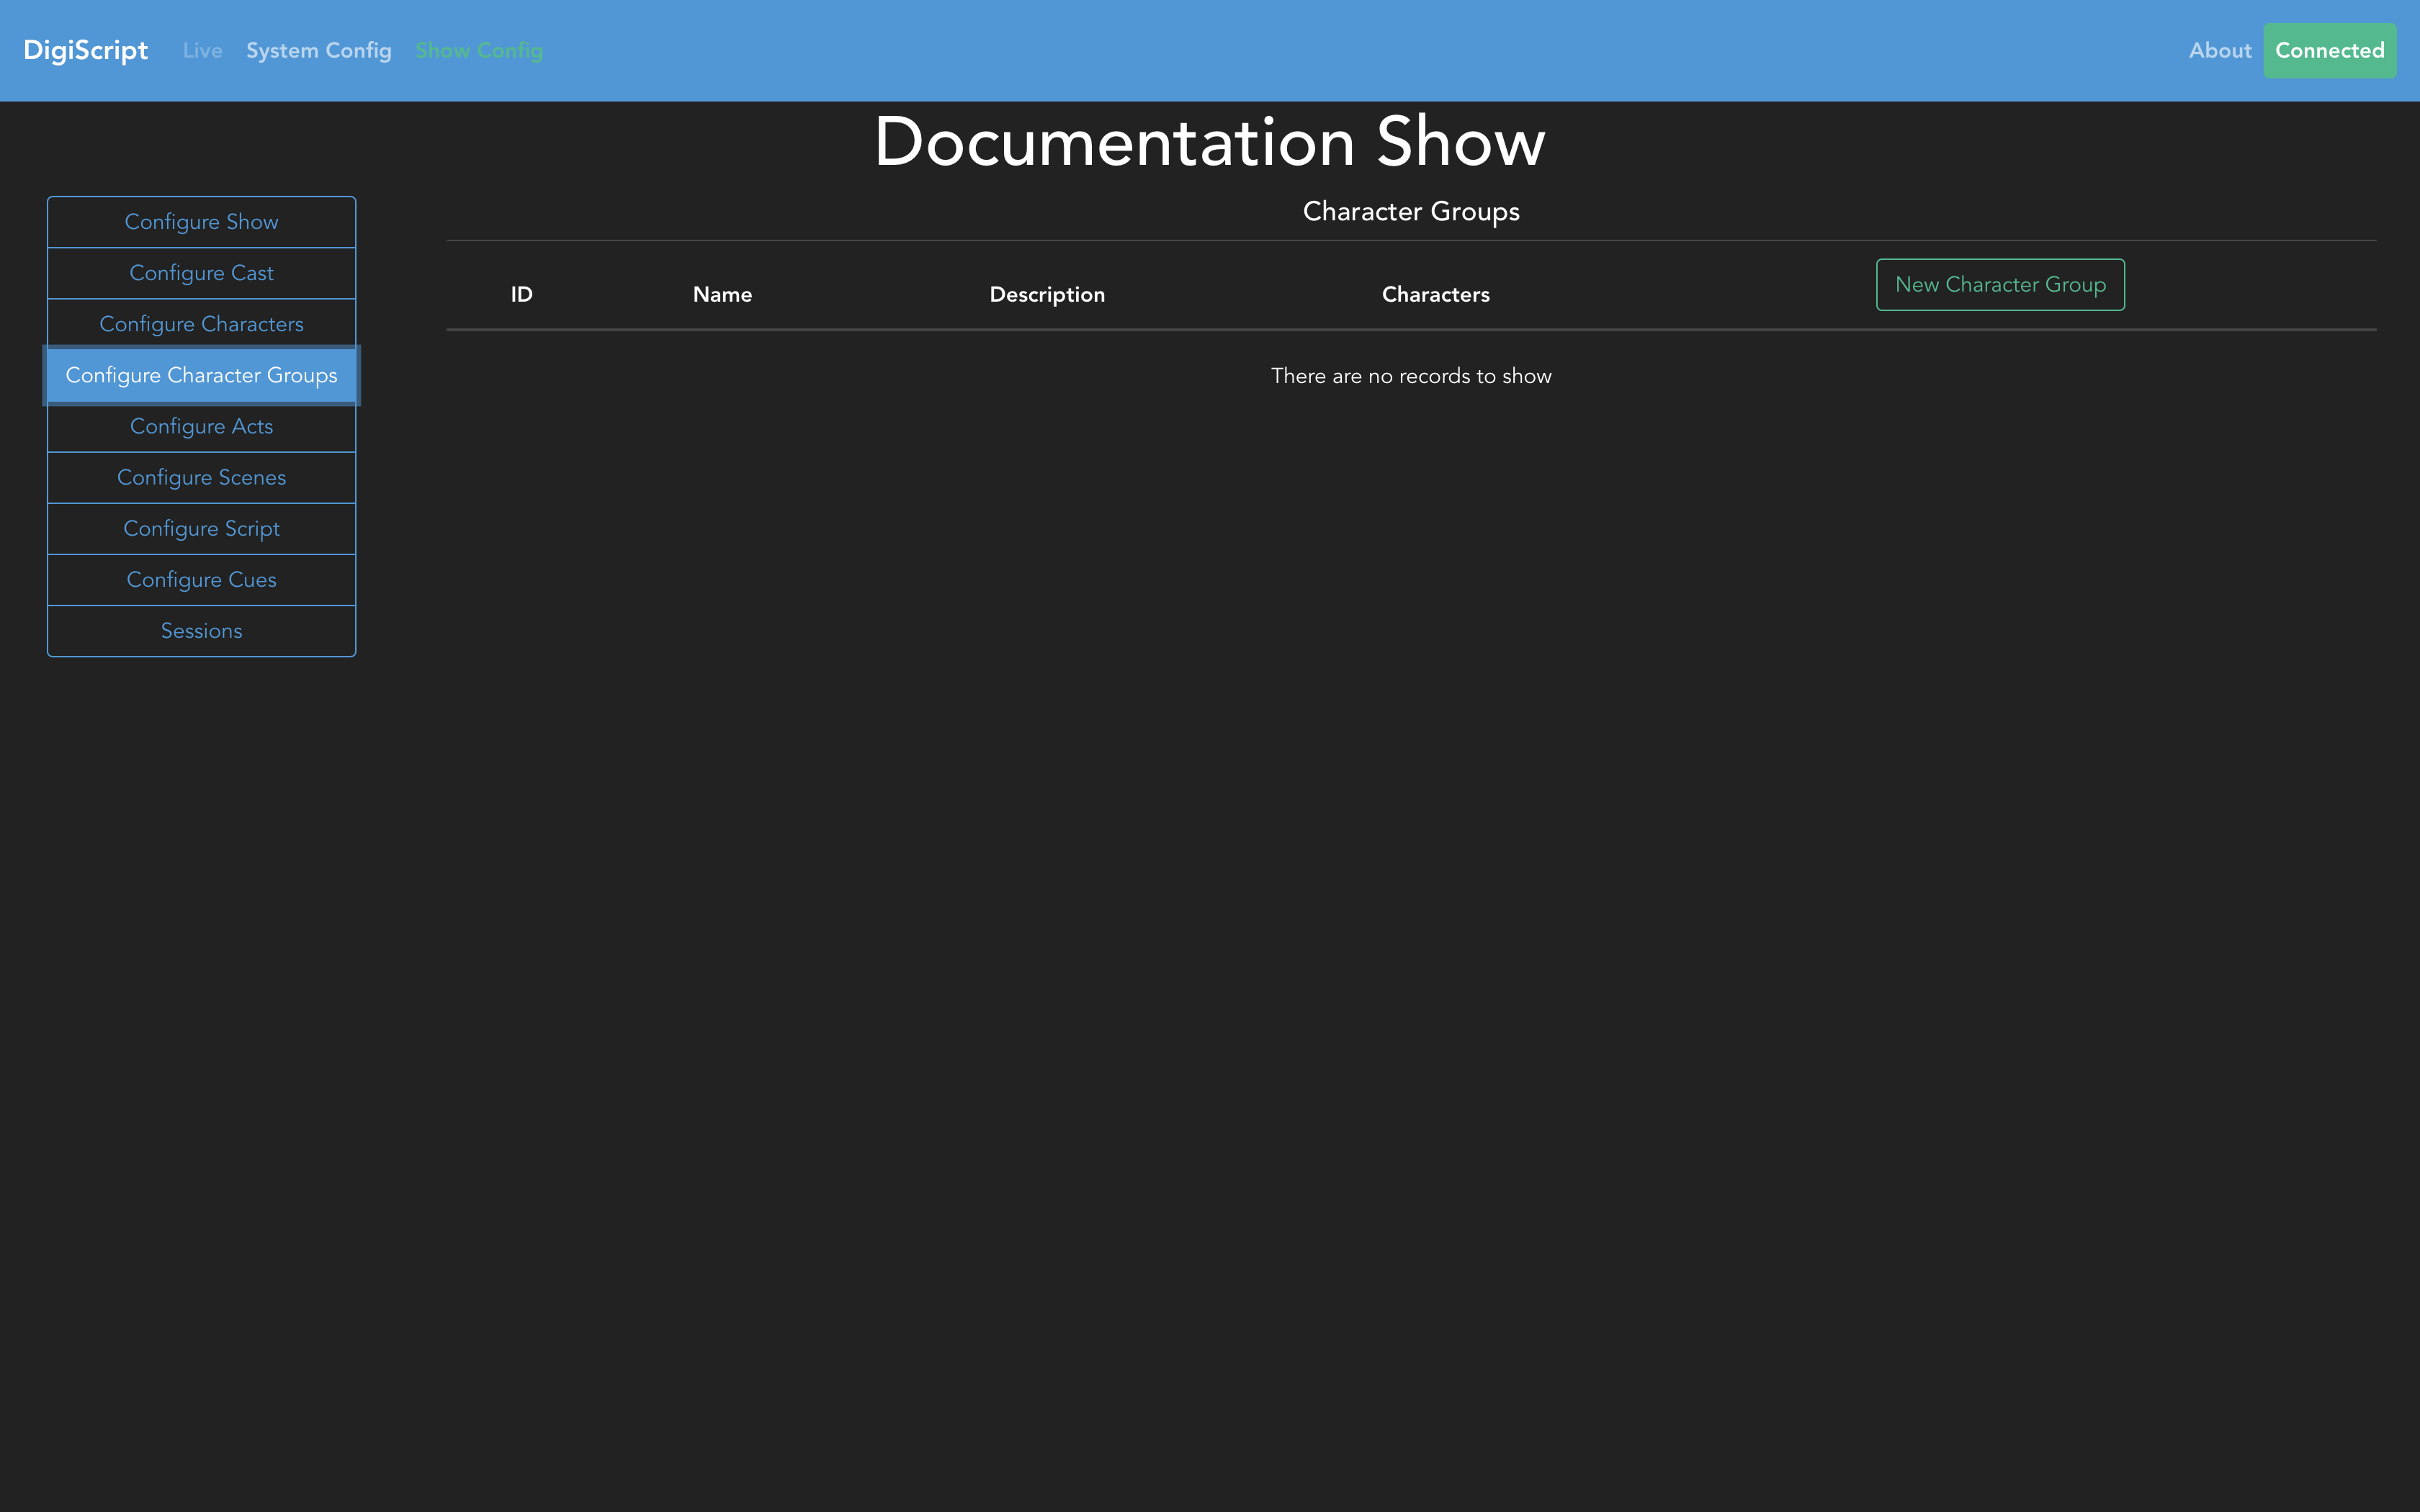 DigiScript Live System Config Show Config About Connected
Documentation Show
Configure Show
Configure Cast
Configure Characters
Configure Character Groups
Configure Acts
Configure Scenes
Configure Script
Configure Cues
Sessions
Character Groups
ID Name Description Characters New Character Group
There are no records to show